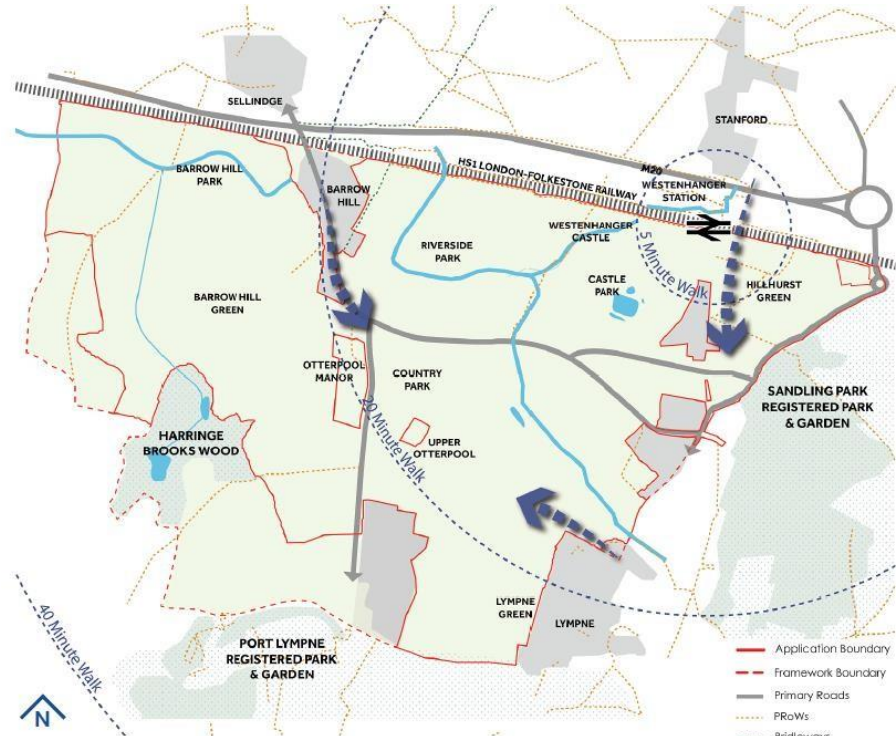 SELLINDGE
STANFORD
M20
HS1 LONDON-FOLKESTONE RAILWAY
WESTENHANGER
STATION
BARROW HILL
PARK
BARROW
HILL
RIVERSIDE
PARK
WESTENHANGER
CASTLE
5 Minute Walk
CASTLE
PARK
HILLHURST
GREEN
BARROW HILL
GREEN
OTTERPOOL
MANOR
COUNTRY
PARK
20 Minute Walk
UPPER
OTTERPOOL
SANDLING PARK
REGISTERED PARK
& GARDEN
HARRINGE
BROOKS WOOD
LYMPNE
GREEN
LYMPNE
40 Minute Walk
PORT LYMPNE
REGISTERED PARK
& GARDEN
N
Application Boundary
Framework Boundary
Primary Roads
PRoWs
Bridleways